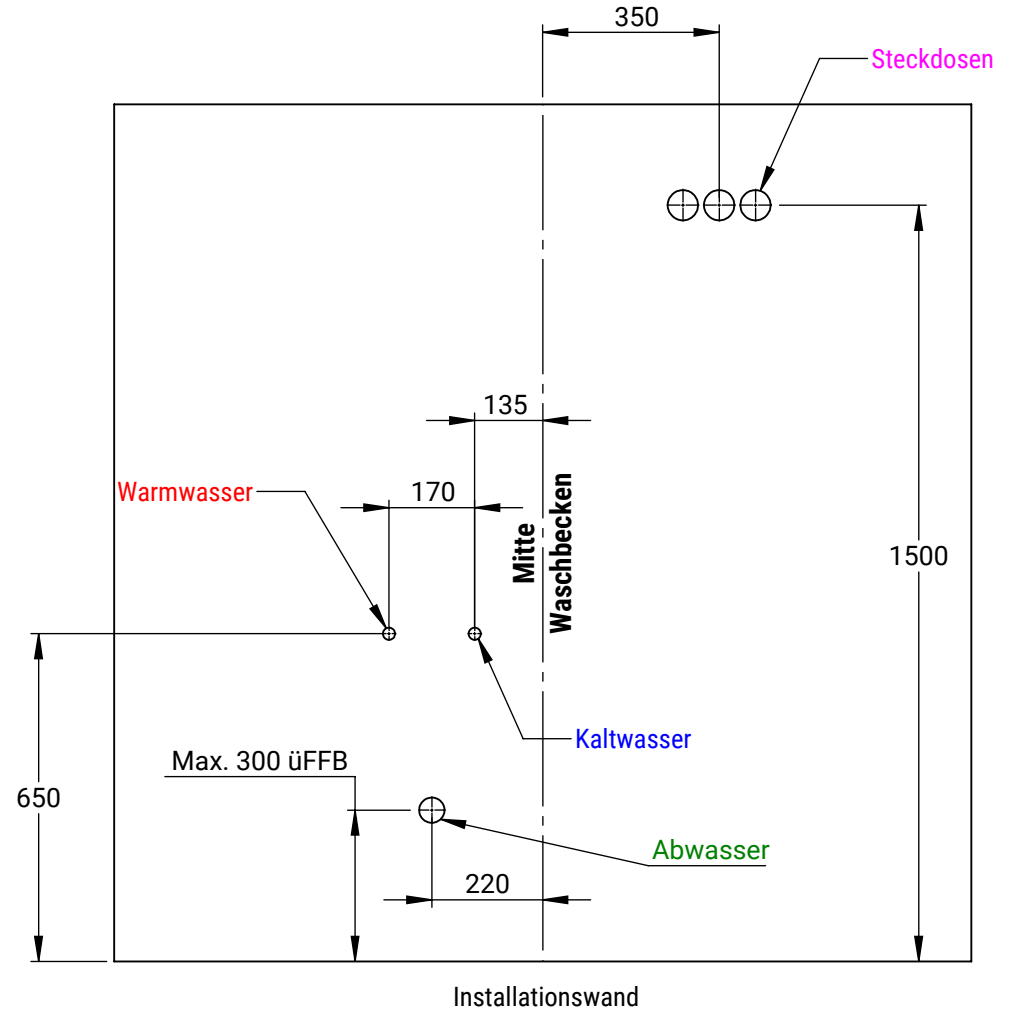 350
Steckdosen
135
Warmwasser
170
Mitte
Waschbecken
1500
Kaltwasser
Max. 300 üFFB
650
Abwasser
220
Installationswand